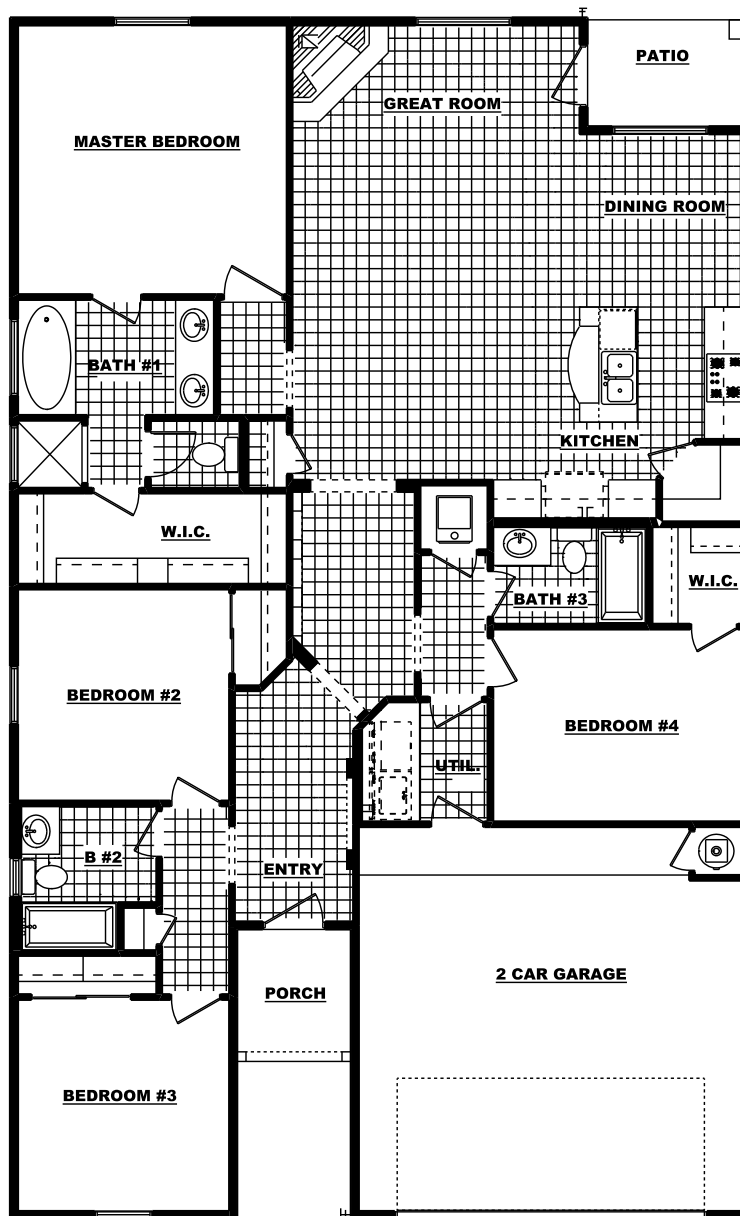 PATIO
GREAT ROOM
MASTER BEDROOM
DINING ROOM
BATH #1
KITCHEN
W.I.C.
W.I.C.
BATH #3
BEDROOM #2
BEDROOM #4
UTIL.
B #2
ENTRY
2 CAR GARAGE
PORCH
BEDROOM #3